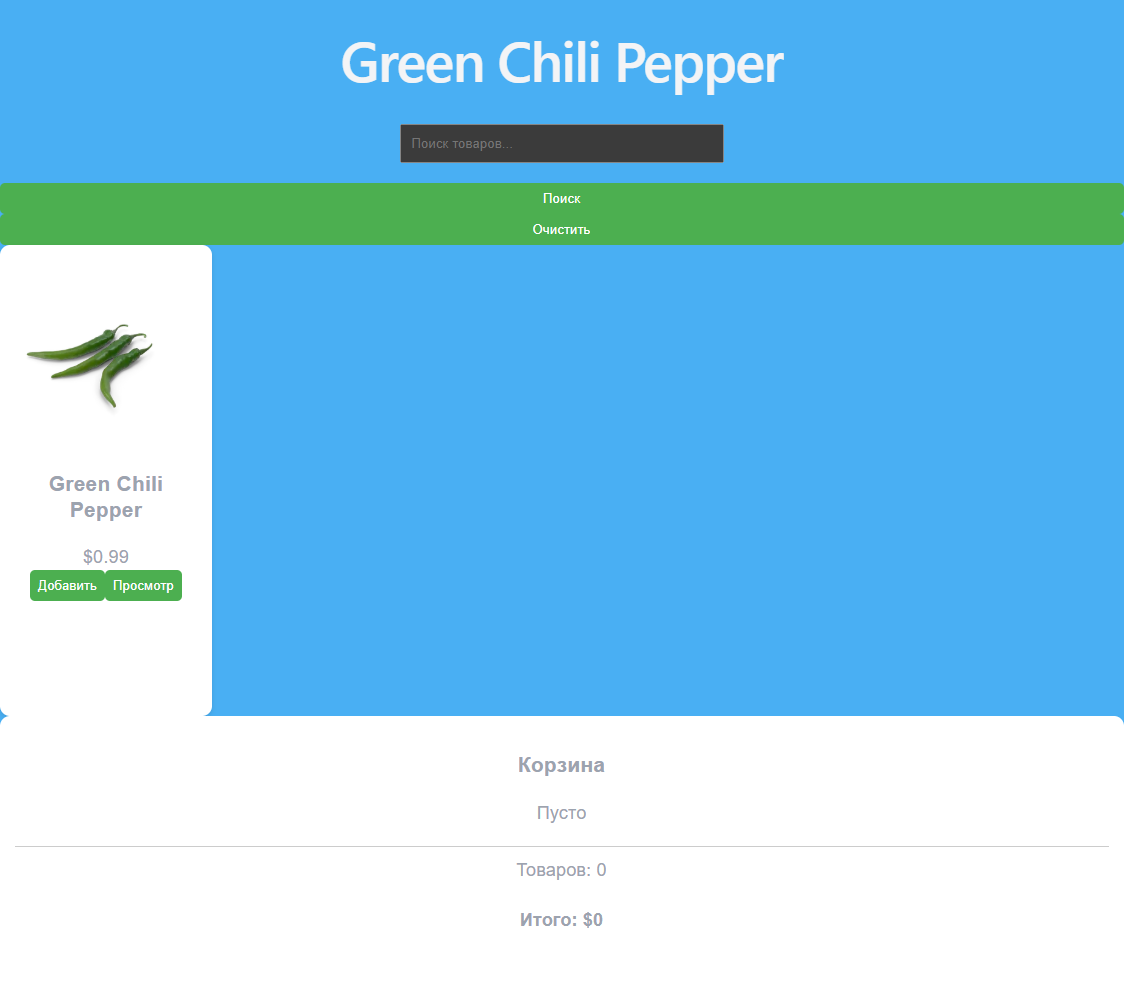 Green Chili Pepper
Поиск товаров...
Поиск
Очистить
Green Chili
Pepper
$0.99
Добавить Просмотр
Корзина
Пусто
Товаров: 0
Итого: $0